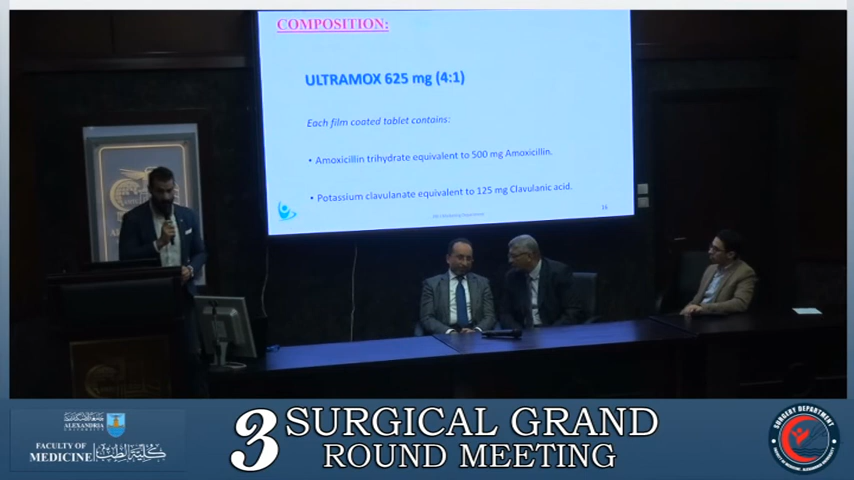 COMPOSITION:
ULTRAMOX 625 mg (4:1)
Each film coated tablet contains:
• Amoxicillin trihydrate equivalent to 500 mg Amoxicillin.
• Potassium clavulanate equivalent to 125 mg Clavulanic acid.
16
3 SURGICAL GRAND
ROUND MEETING
ALEXANDRIA
FACULTY OF
MEDICINE
كلية الطب
SURGERY DEPARTMENT